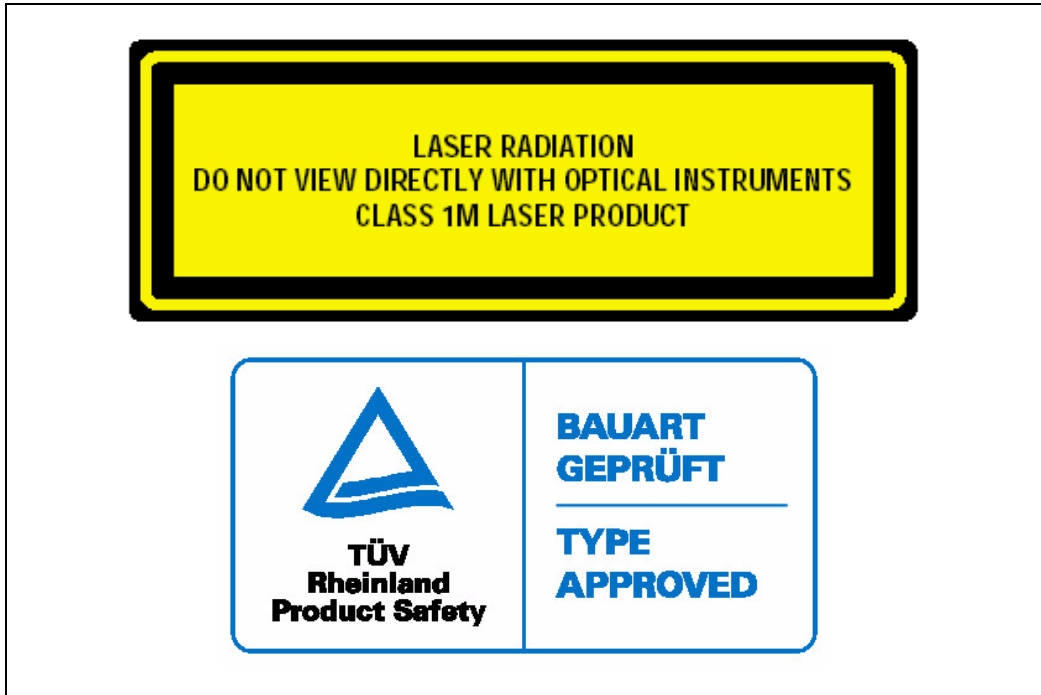 LASER RADIATION
DO NOT VIEW DIRECTLY WITH OPTICAL INSTRUMENTS
CLASS 1M LASER PRODUCT
TÜV
Rheinland
Product Safety
BAUART
GEPRÜFT
TYPE
APPROVED